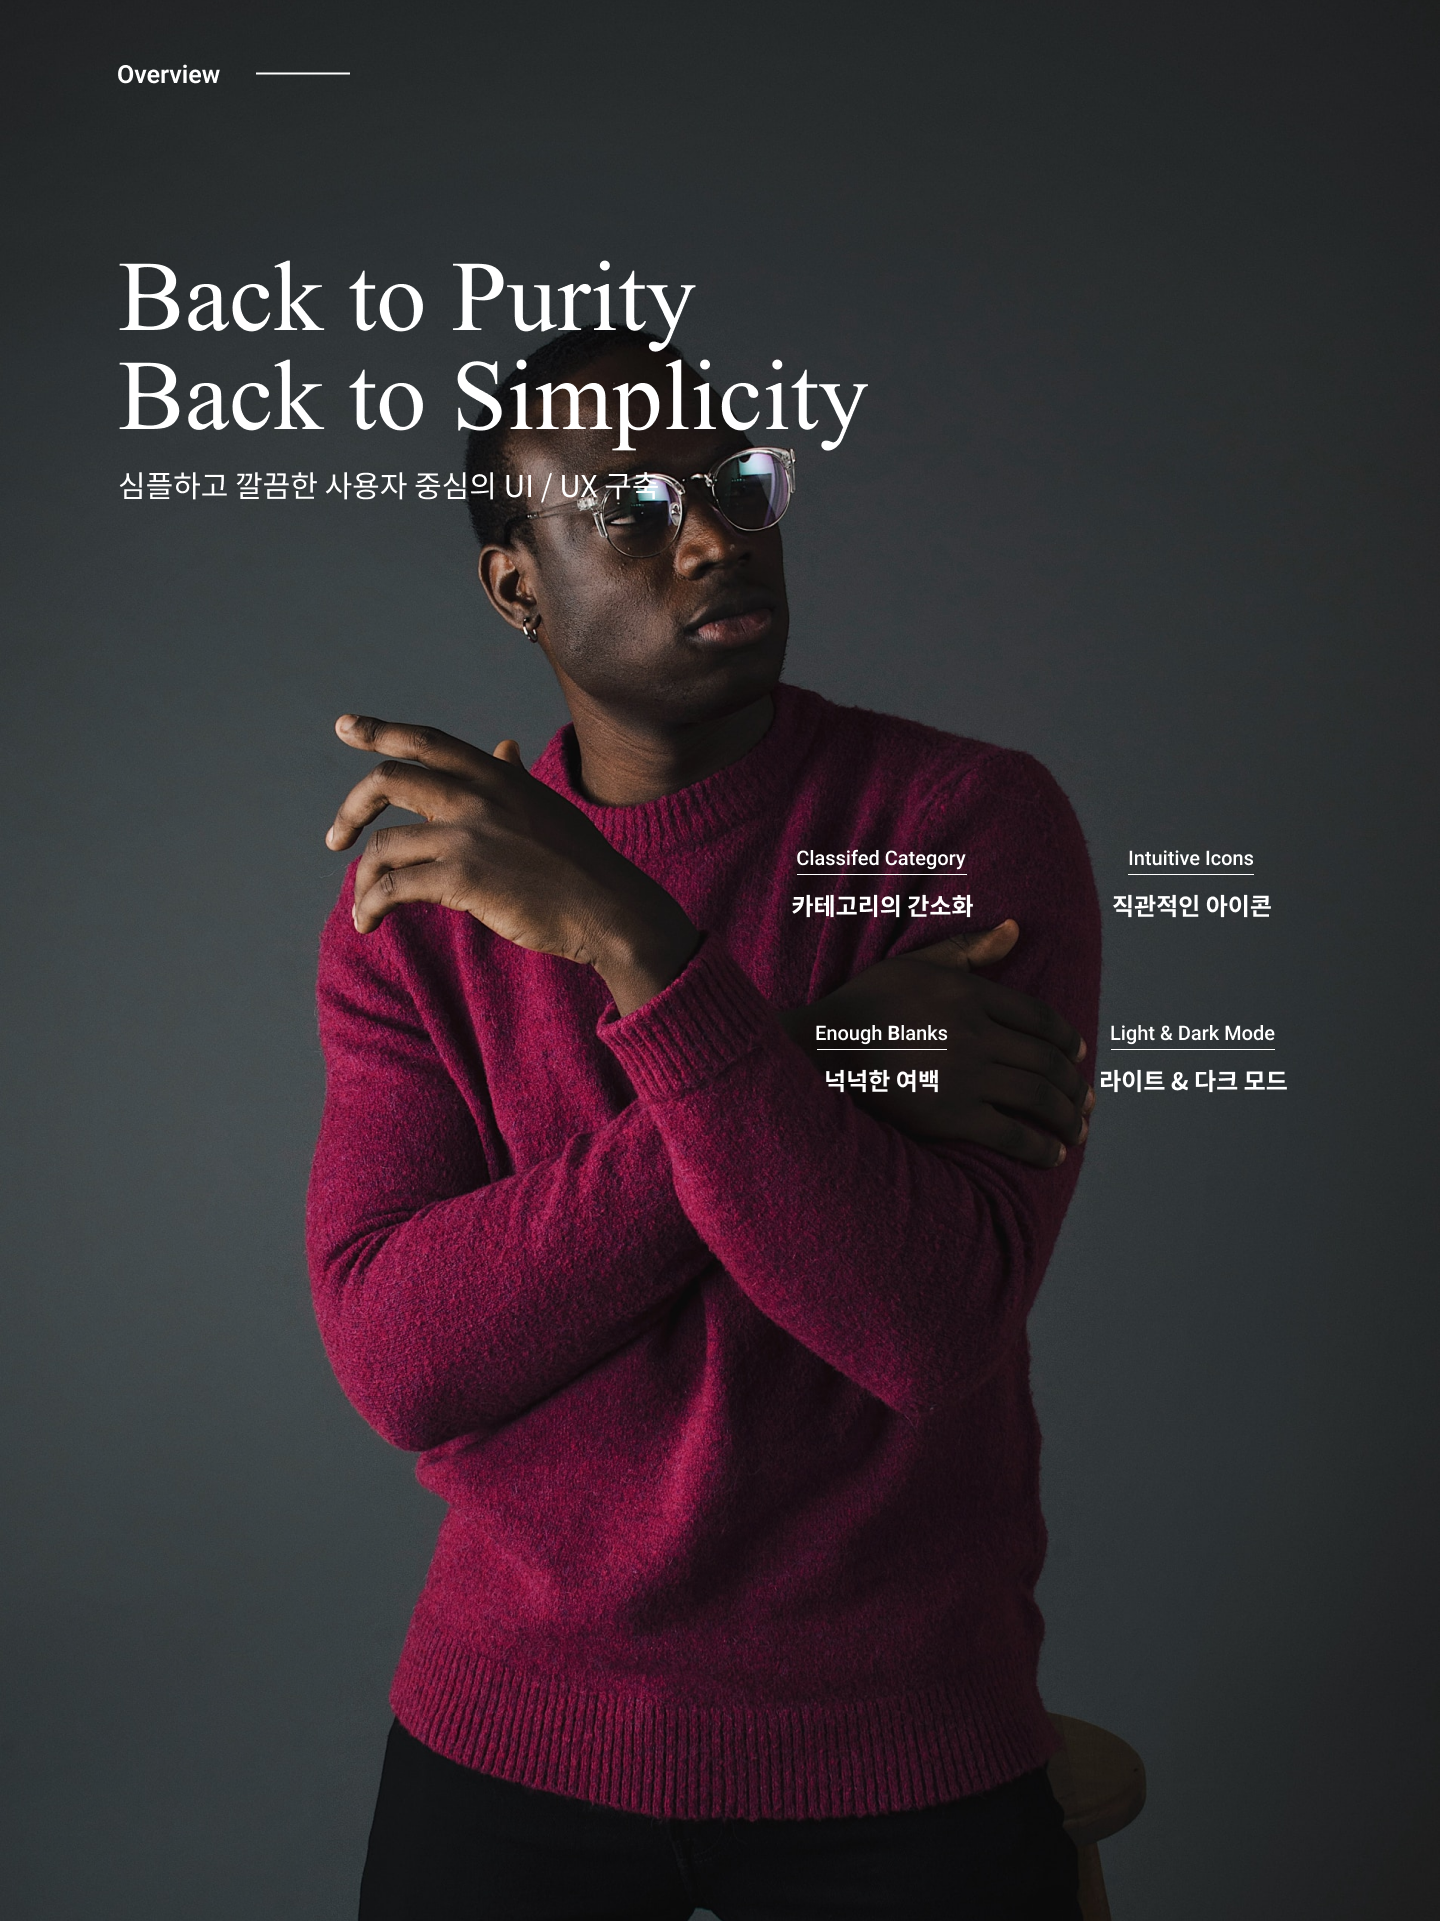 Overview
Back to Purity
Back to Simplicity
심플하고 깔끔한 사용자 중심의 UI / UX 구축
Classifed Category
카테고리의 간소화
Intuitive Icons
직관적인 아이콘
Enough Blanks
넉넉한 여백
Light & Dark Mode
라이트 & 다크 모드